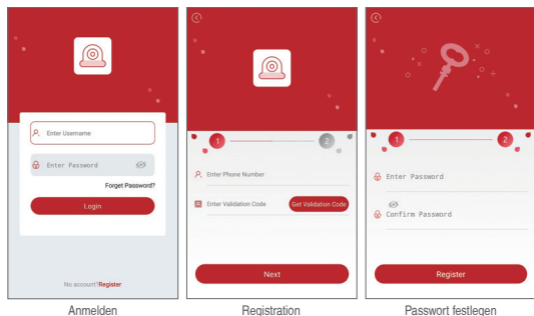 Enter Username
Enter Password
Forget Password?
Login
No account?Register
Anmelden
1
2
Enter Phone Number
Enter Validation Code
Get Validation Code
Next
Registration
1
2
Enter Password
Confirm Password
Register
Passwort festlegen